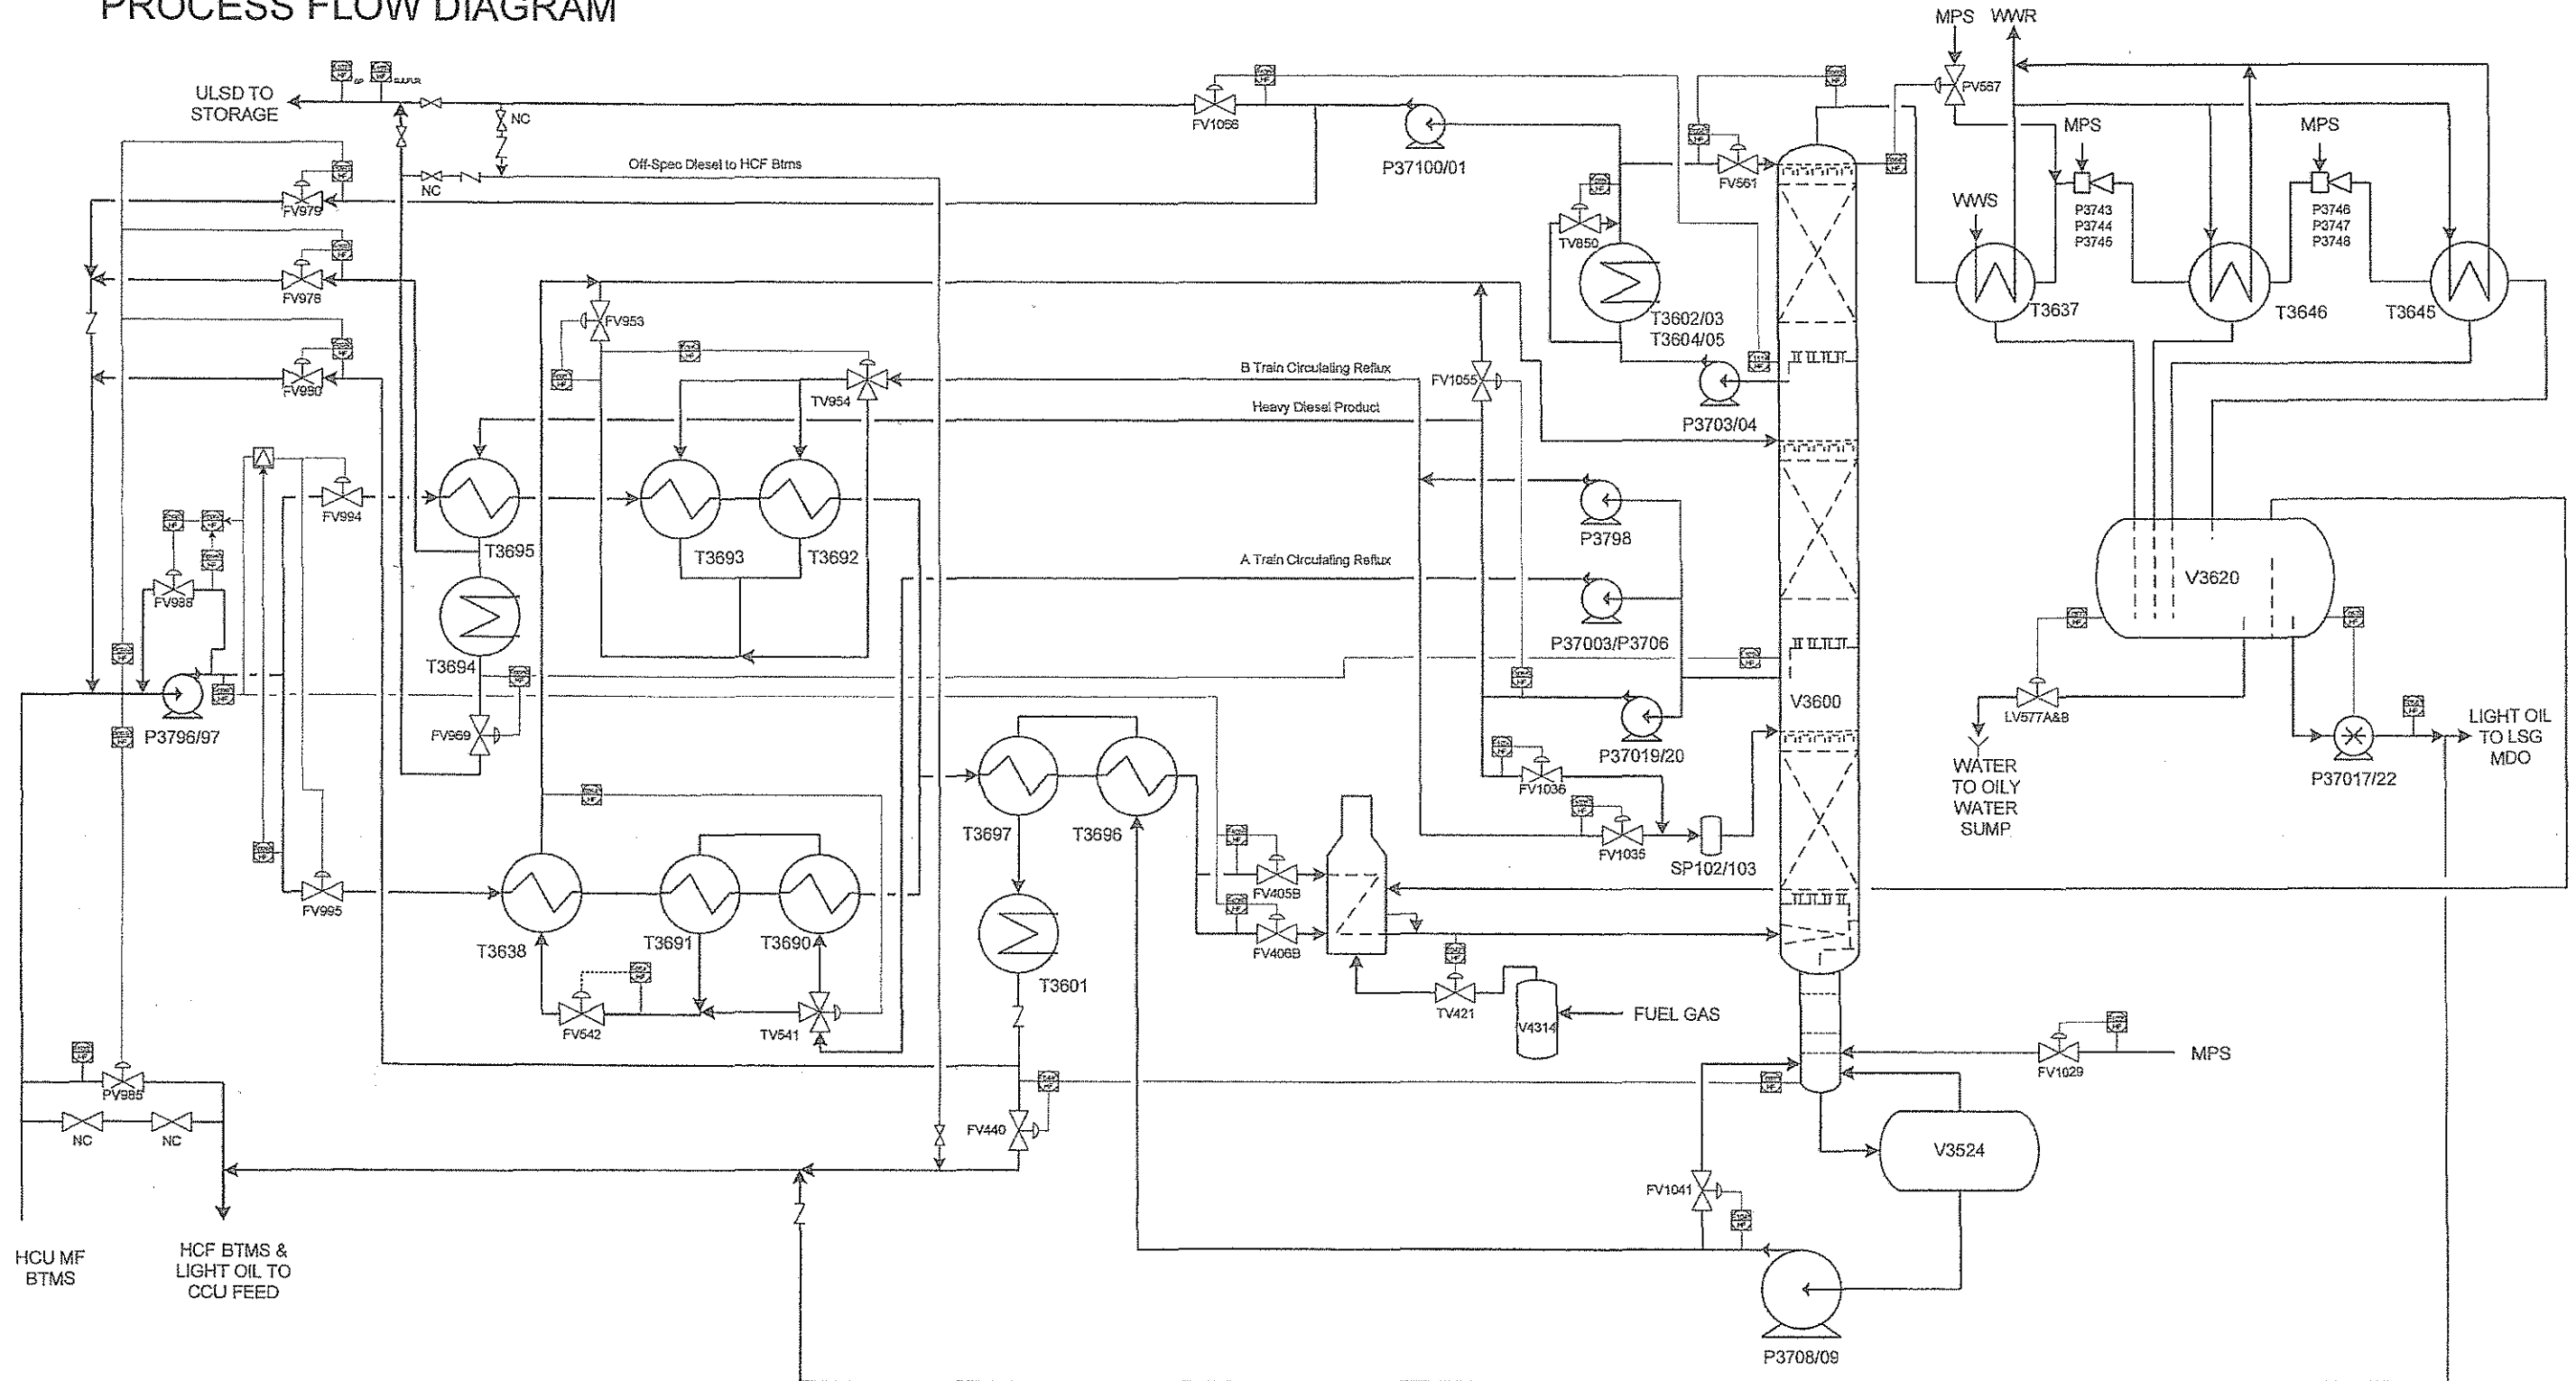 PROCESS FLOW DIAGRAM
MPS
WWR
ULSD TO
STORAGE
SULFUR
NC
FV1066
P37100/01
PV567
MPS
MPS
Off-Spec Diesel to HCF Btms
NC
FV979
FV561
P3743
P3744
P3745
P3746
P3747
P3748
WWS
TV850
FV978
T3602/03
T3604/05
T3637
T3646
T3645
FV953
FV980
B Train Circulating Reflux
TV954
FV1055
Heavy Diesel Product
P3703/04
FV994
T3695
T3693
T3692
P3798
A Train Circulating Reflux
V3620
FV988
T3694
P37003/P3706
V3600
P3796/97
FV969
P37019/20
LV577A&B
LIGHT OIL
TO LSG
MDO
P37017/22
WATER
TO OILY
WATER
SUMP
FV1036
T3697
T3696
FV1035
SP102/103
FV995
FV405B
T3638
T3691
T3690
FV406B
T3601
FV542
TV541
TV421
V4314
FUEL GAS
FV1029
MPS
PV985
NC
NC
FV440
V3524
FV1041
HCU MF
BTMS
HCF BTMS &
LIGHT OIL TO
CCU FEED
P3708/09